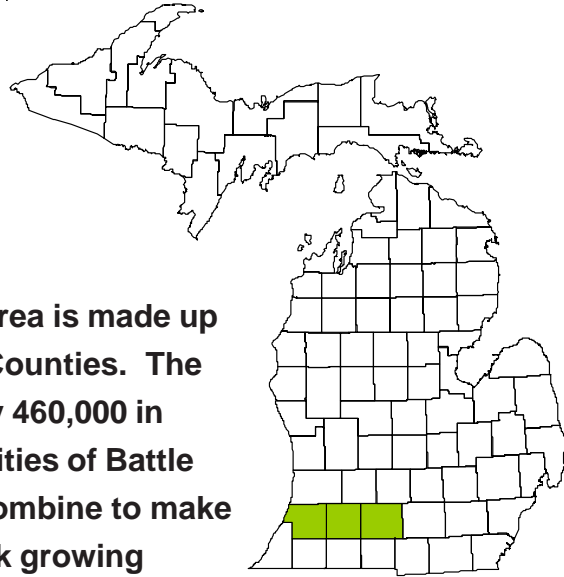 rea is made up
Counties. The
y 460,000 in
ities of Battle
ombine to make
k growing